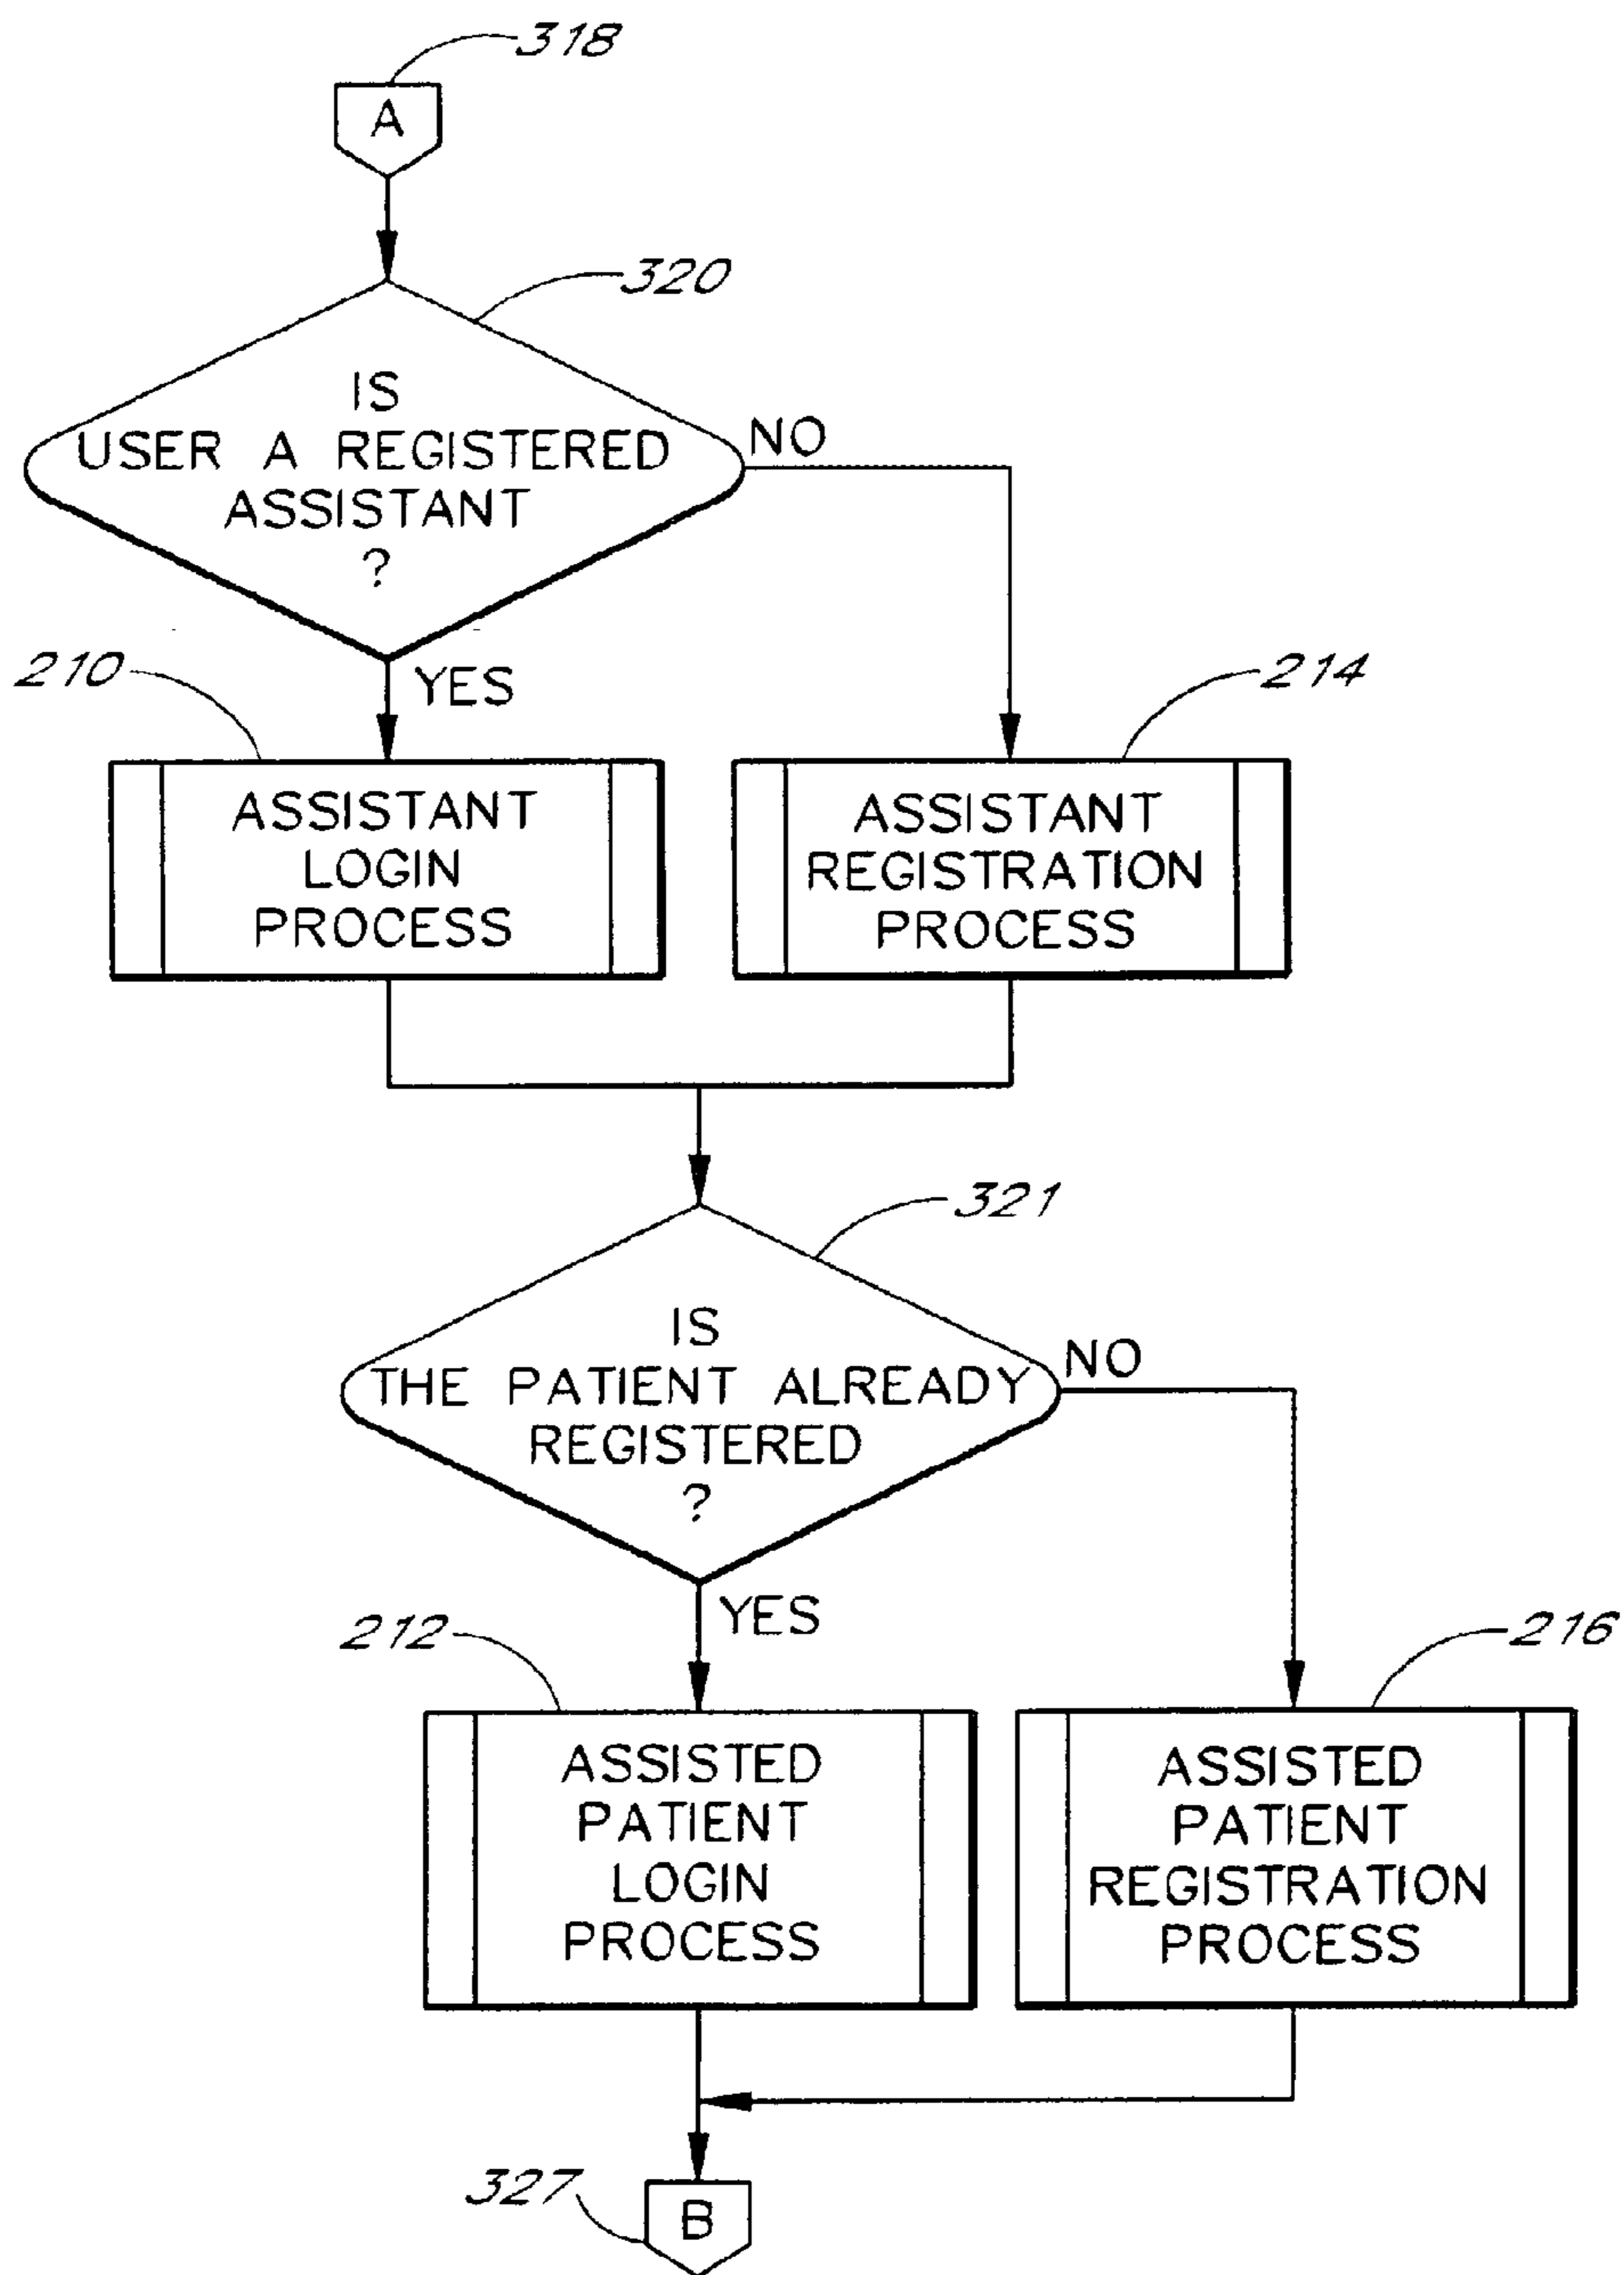 318
A
320
IS
USER A REGISTERED
ASSISTANT
?
NO
YES
210
214
ASSISTANT
LOGIN
PROCESS
ASSISTANT
REGISTRATION
PROCESS
321
IS
THE PATIENT ALREADY
REGISTERED
?
NO
YES
212
216
ASSISTED
PATIENT
LOGIN
PROCESS
ASSISTED
PATIENT
REGISTRATION
PROCESS
327
B